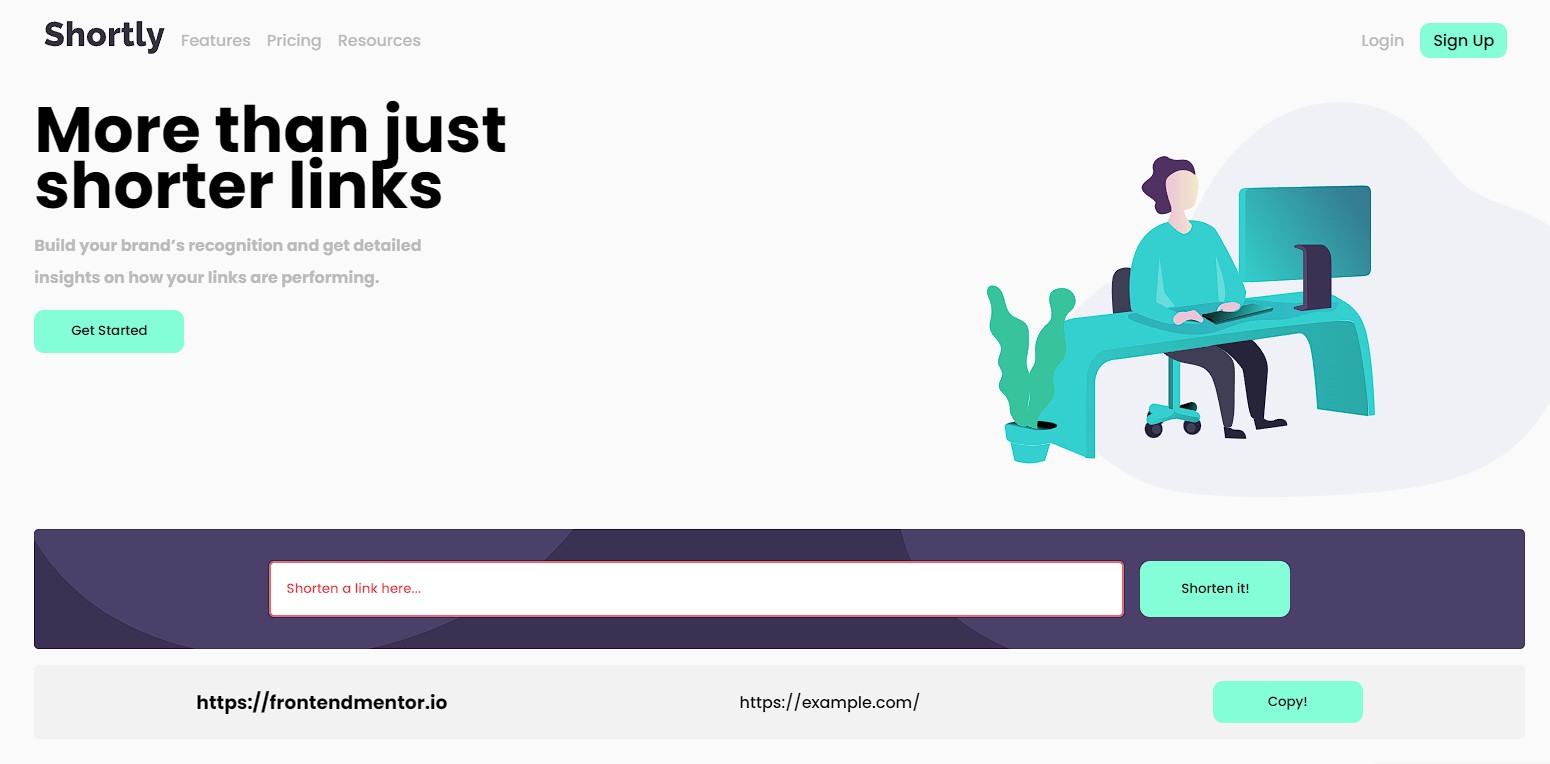 Shortly Features Pricing Resources Login Sign Up
More than just
shorter links
Build your brand’s recognition and get detailed
insights on how your links are performing.
Get Started
Shorten a link here... Shorten it!
https://frontendmentor.io https://example.com/ Copy!